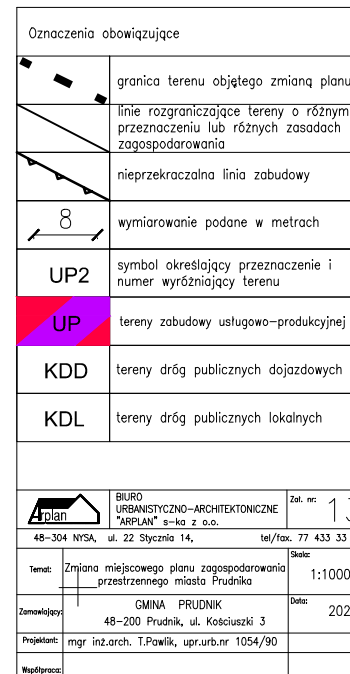 Oznaczenia obowiązujące
granica terenu objętego zmianą planu
linie rozgraniczające tereny o różnym
przeznaczeniu lub różnych zasadach
zagospodarowania
nieprzekraczalna linia zabudowy
8
wymiarowanie podane w metrach
UP2
symbol określający przeznaczenie i
numer wyróżniający terenu
UP
tereny zabudowy usługowo-produkcyjnej
KDD
tereny dróg publicznych dojazdowych
KDL
tereny dróg publicznych lokalnych
Arplan
BIURO
URBANISTYCZNO-ARCHITEKTONICZNE
"ARPLAN" s-ka z o.o.
Zał. nr:
48-304 NYSA, ul. 22 Stycznia 14, tel/fax. 77 433 33
Temat:
Zmiana miejscowego planu zagospodarowania
przestrzennego miasta Prudnika
Skala:
1:1000
Zamawiający:
GMINA PRUDNIK
48-200 Prudnik, ul. Kościuszki 3
Data:
202
Projektant:
mgr inż.arch. T.Pawlik, upr.urb.nr 1054/90
Współpraca: